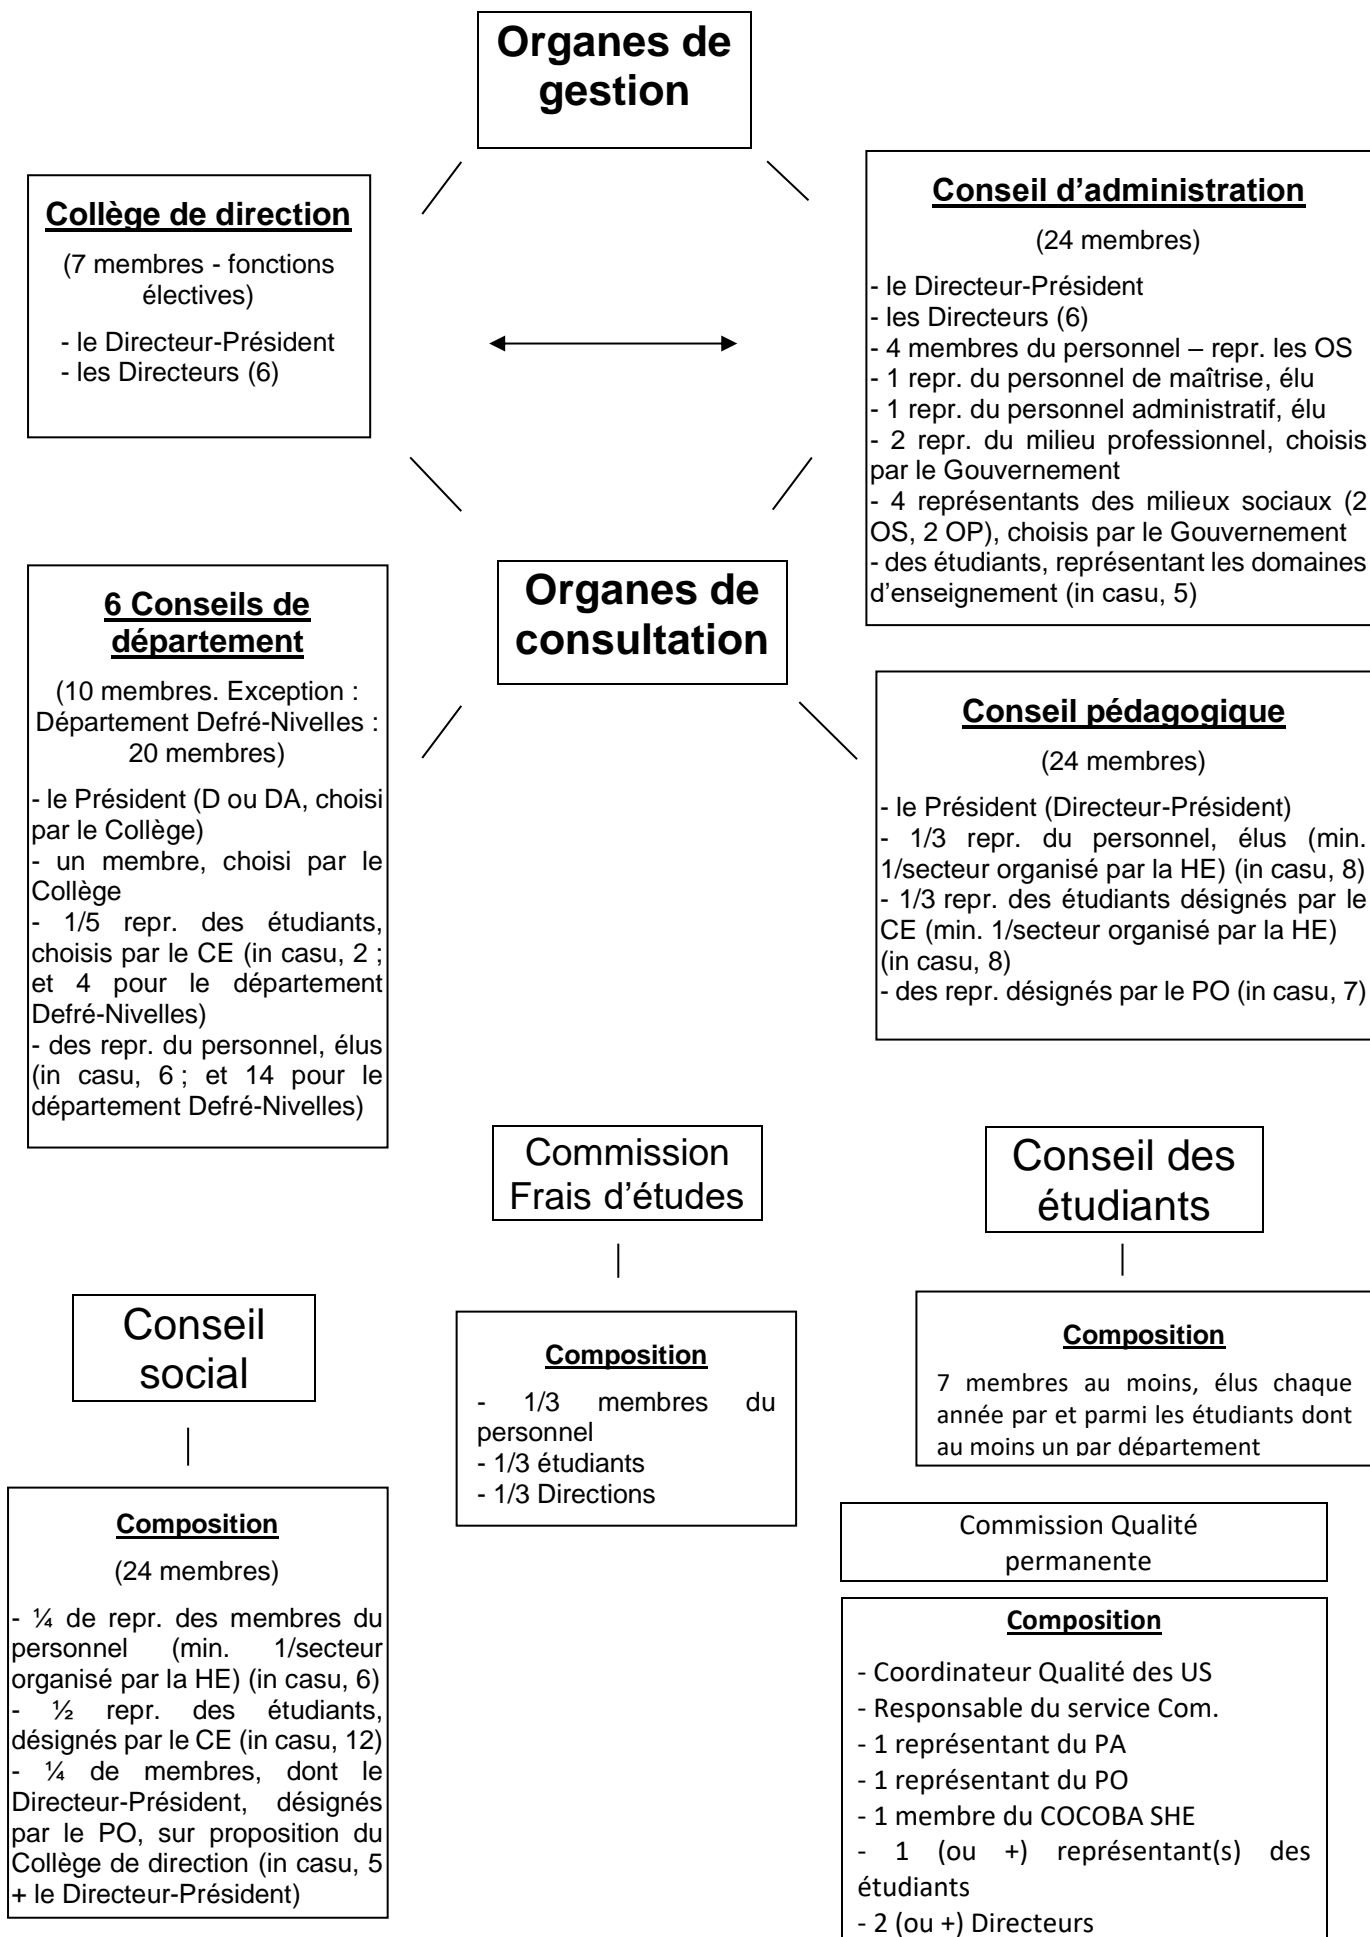 Organes de
gestion
Collège de direction
(7 membres - fonctions
électives)
- le Directeur-Président
- les Directeurs (6)
Conseil d’administration
(24 membres)
- le Directeur-Président
- les Directeurs (6)
- 4 membres du personnel – repr. les OS
- 1 repr. du personnel de maîtrise, élu
- 1 repr. du personnel administratif, élu
- 2 repr. du milieu professionnel, choisis
par le Gouvernement
- 4 représentants des milieux sociaux (2
OS, 2 OP), choisis par le Gouvernement
- des étudiants, représentant les domaines
d’enseignement (in casu, 5)
Organes de
consultation
6 Conseils de
département
(10 membres. Exception :
Département Defré-Nivelles :
20 membres)
- le Président (D ou DA, choisi
par le Collège)
- un membre, choisi par le
Collège
- 1/5 repr. des étudiants,
choisis par le CE (in casu, 2 ;
et 4 pour le département
Defré-Nivelles)
- des repr. du personnel, élus
(in casu, 6 ; et 14 pour le
département Defré-Nivelles)
Conseil pédagogique
(24 membres)
- le Président (Directeur-Président)
- 1/3 repr. du personnel, élus (min.
1/secteur organisé par la HE) (in casu, 8)
- 1/3 repr. des étudiants désignés par le
CE (min. 1/secteur organisé par la HE)
(in casu, 8)
- des repr. désignés par le PO (in casu, 7)
Commission
Frais d’études
Composition
- 1/3 membres du
personnel
- 1/3 étudiants
- 1/3 Directions
Conseil des
étudiants
Composition
7 membres au moins, élus chaque
année par et parmi les étudiants dont
au moins un par département
Conseil
social
Composition
(24 membres)
- ¼ de repr. des membres du
personnel (min. 1/secteur
organisé par la HE) (in casu, 6)
- ½ repr. des étudiants,
désignés par le CE (in casu, 12)
- ¼ de membres, dont le
Directeur-Président, désignés
par le PO, sur proposition du
Collège de direction (in casu, 5
+ le Directeur-Président)
Commission Qualité
permanente
Composition
- Coordinateur Qualité des US
- Responsable du service Com.
- 1 représentant du PA
- 1 représentant du PO
- 1 membre du COCOBA SHE
- 1 (ou +) représentant(s) des
étudiants
- 2 (ou +) Directeurs